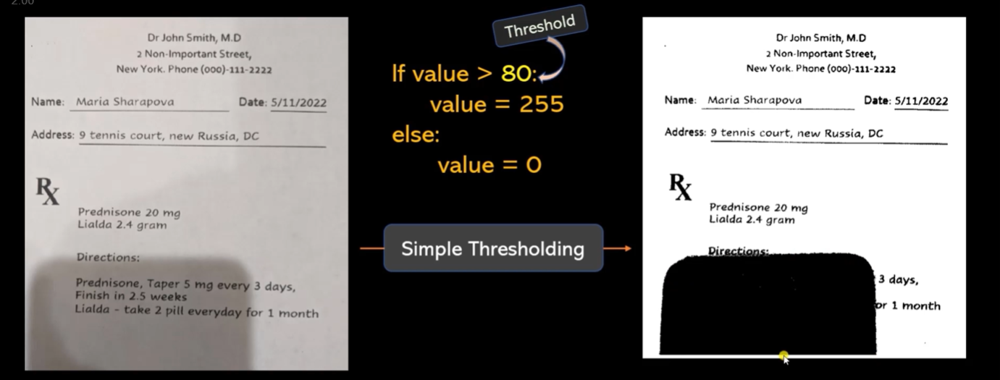 2:00
Dr John Smith, M.D
2 Non-Important Street,
New York. Phone (000)-111-2222
Name: Maria Sharapova Date: 5/11/2022
Address: 9 tennis court, new Russia, DC
Rx
Prednisone 20 mg
Lialda 2.4 gram
Directions:
Prednisone, Taper 5 mg every 3 days,
Finish in 2.5 weeks
Lialda - take 2 pill everyday for 1 month
Threshold
If value > 80:
value = 255
else:
value = 0
Simple Thresholding
Dr John Smith, M.D
2 Non-Important Street,
New York. Phone (000)-111-2222
Name: Maria Sharapova Date: 5/11/2022
Address: 9 tennis court, new Russia, DC
Rx
Prednisone 20 mg
Lialda 2.4 gram
Directions:
3 days,
or 1 month